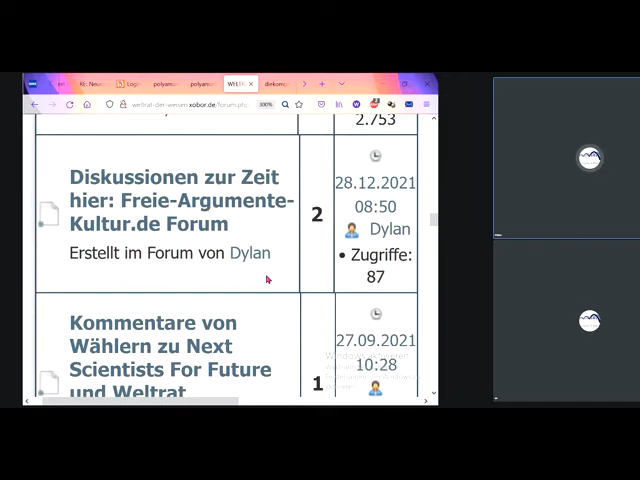 RE: Neue
Login
polyam
polyam
WELT
diekomp
weltrat-der-weisen.xobor.de/forum.php
300%
2.753
Diskussionen zur Zeit
hier: Freie-Argumente-
Kultur.de Forum
Erstellt im Forum von Dylan
2
28.12.2021
08:50
Dylan
• Zugriffe:
87
Kommentare von
Wählern zu Next
Scientists For Future
und Weltrat
1
27.09.2021
10:28
Windows aktivieren